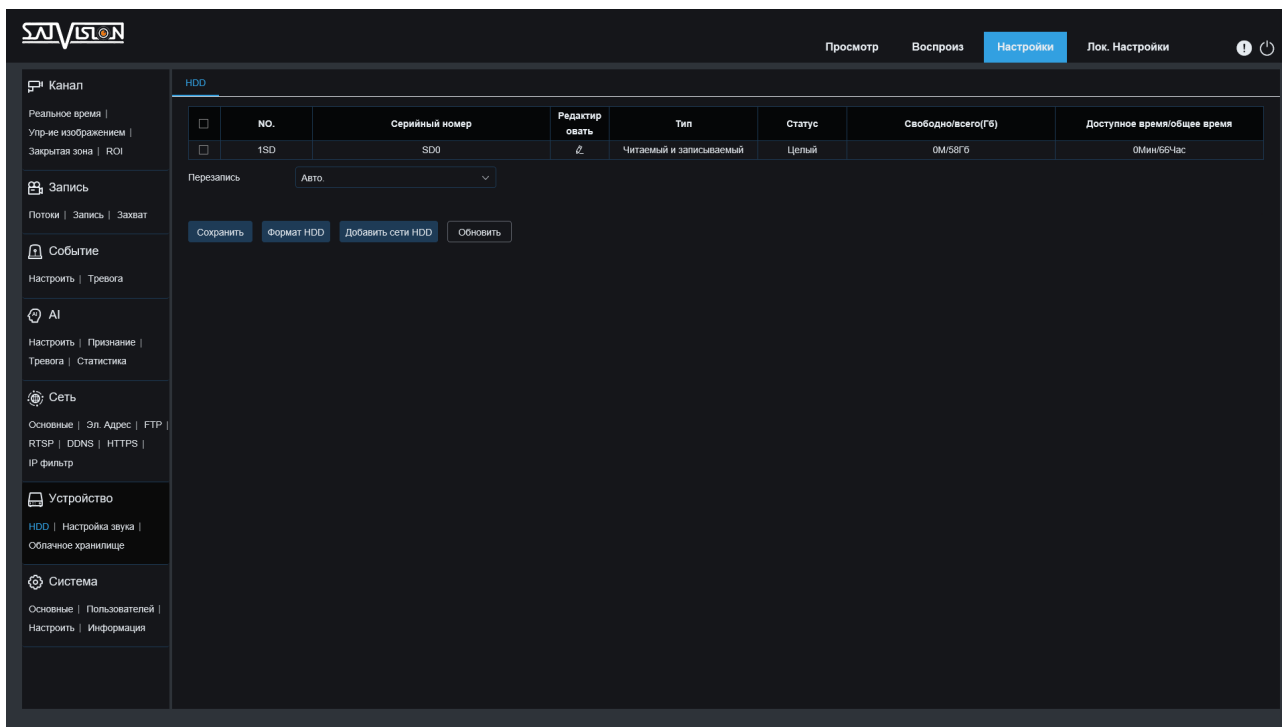 SATVISION
Просмотр Воспроиз Настройки Лок. Настройки
Канал
Реальное время |
Упр-ие изображением |
Закрытая зона | ROI
Запись
Потоки | Запись | Захват
Событие
Настроить | Тревога
AI
Настроить | Признание |
Тревога | Статистика
Сеть
Основные | Эл. Адрес | FTP |
RTSP | DDNS | HTTPS |
IP фильтр
Устройство
HDD | Настройка звука |
Облачное хранилище
Система
Основные | Пользователей |
Настроить | Информация
HDD
NO. Серийный номер Редактир
овать Тип Статус Свободно/всего(Гб) Доступное время/общее время
1SD SD0 Читаемый и записываемый Целый 0М/58Гб 0Мин/66Час
Перезапись Авто.
Сохранить Формат HDD Добавить сети HDD Обновить